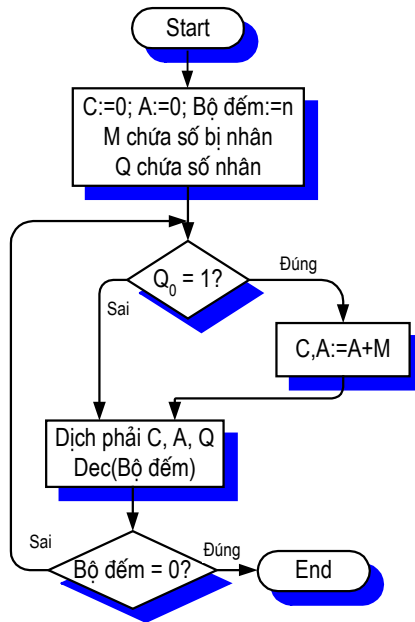 Start
C:=0; A:=0; Bộ đếm:=n
M chứa số bị nhân
Q chứa số nhân
Q₀ = 1?
Đúng
Sai
C,A:=A+M
Dịch phải C, A, Q
Dec(Bộ đếm)
Sai
Bộ đếm = 0?
Đúng
End